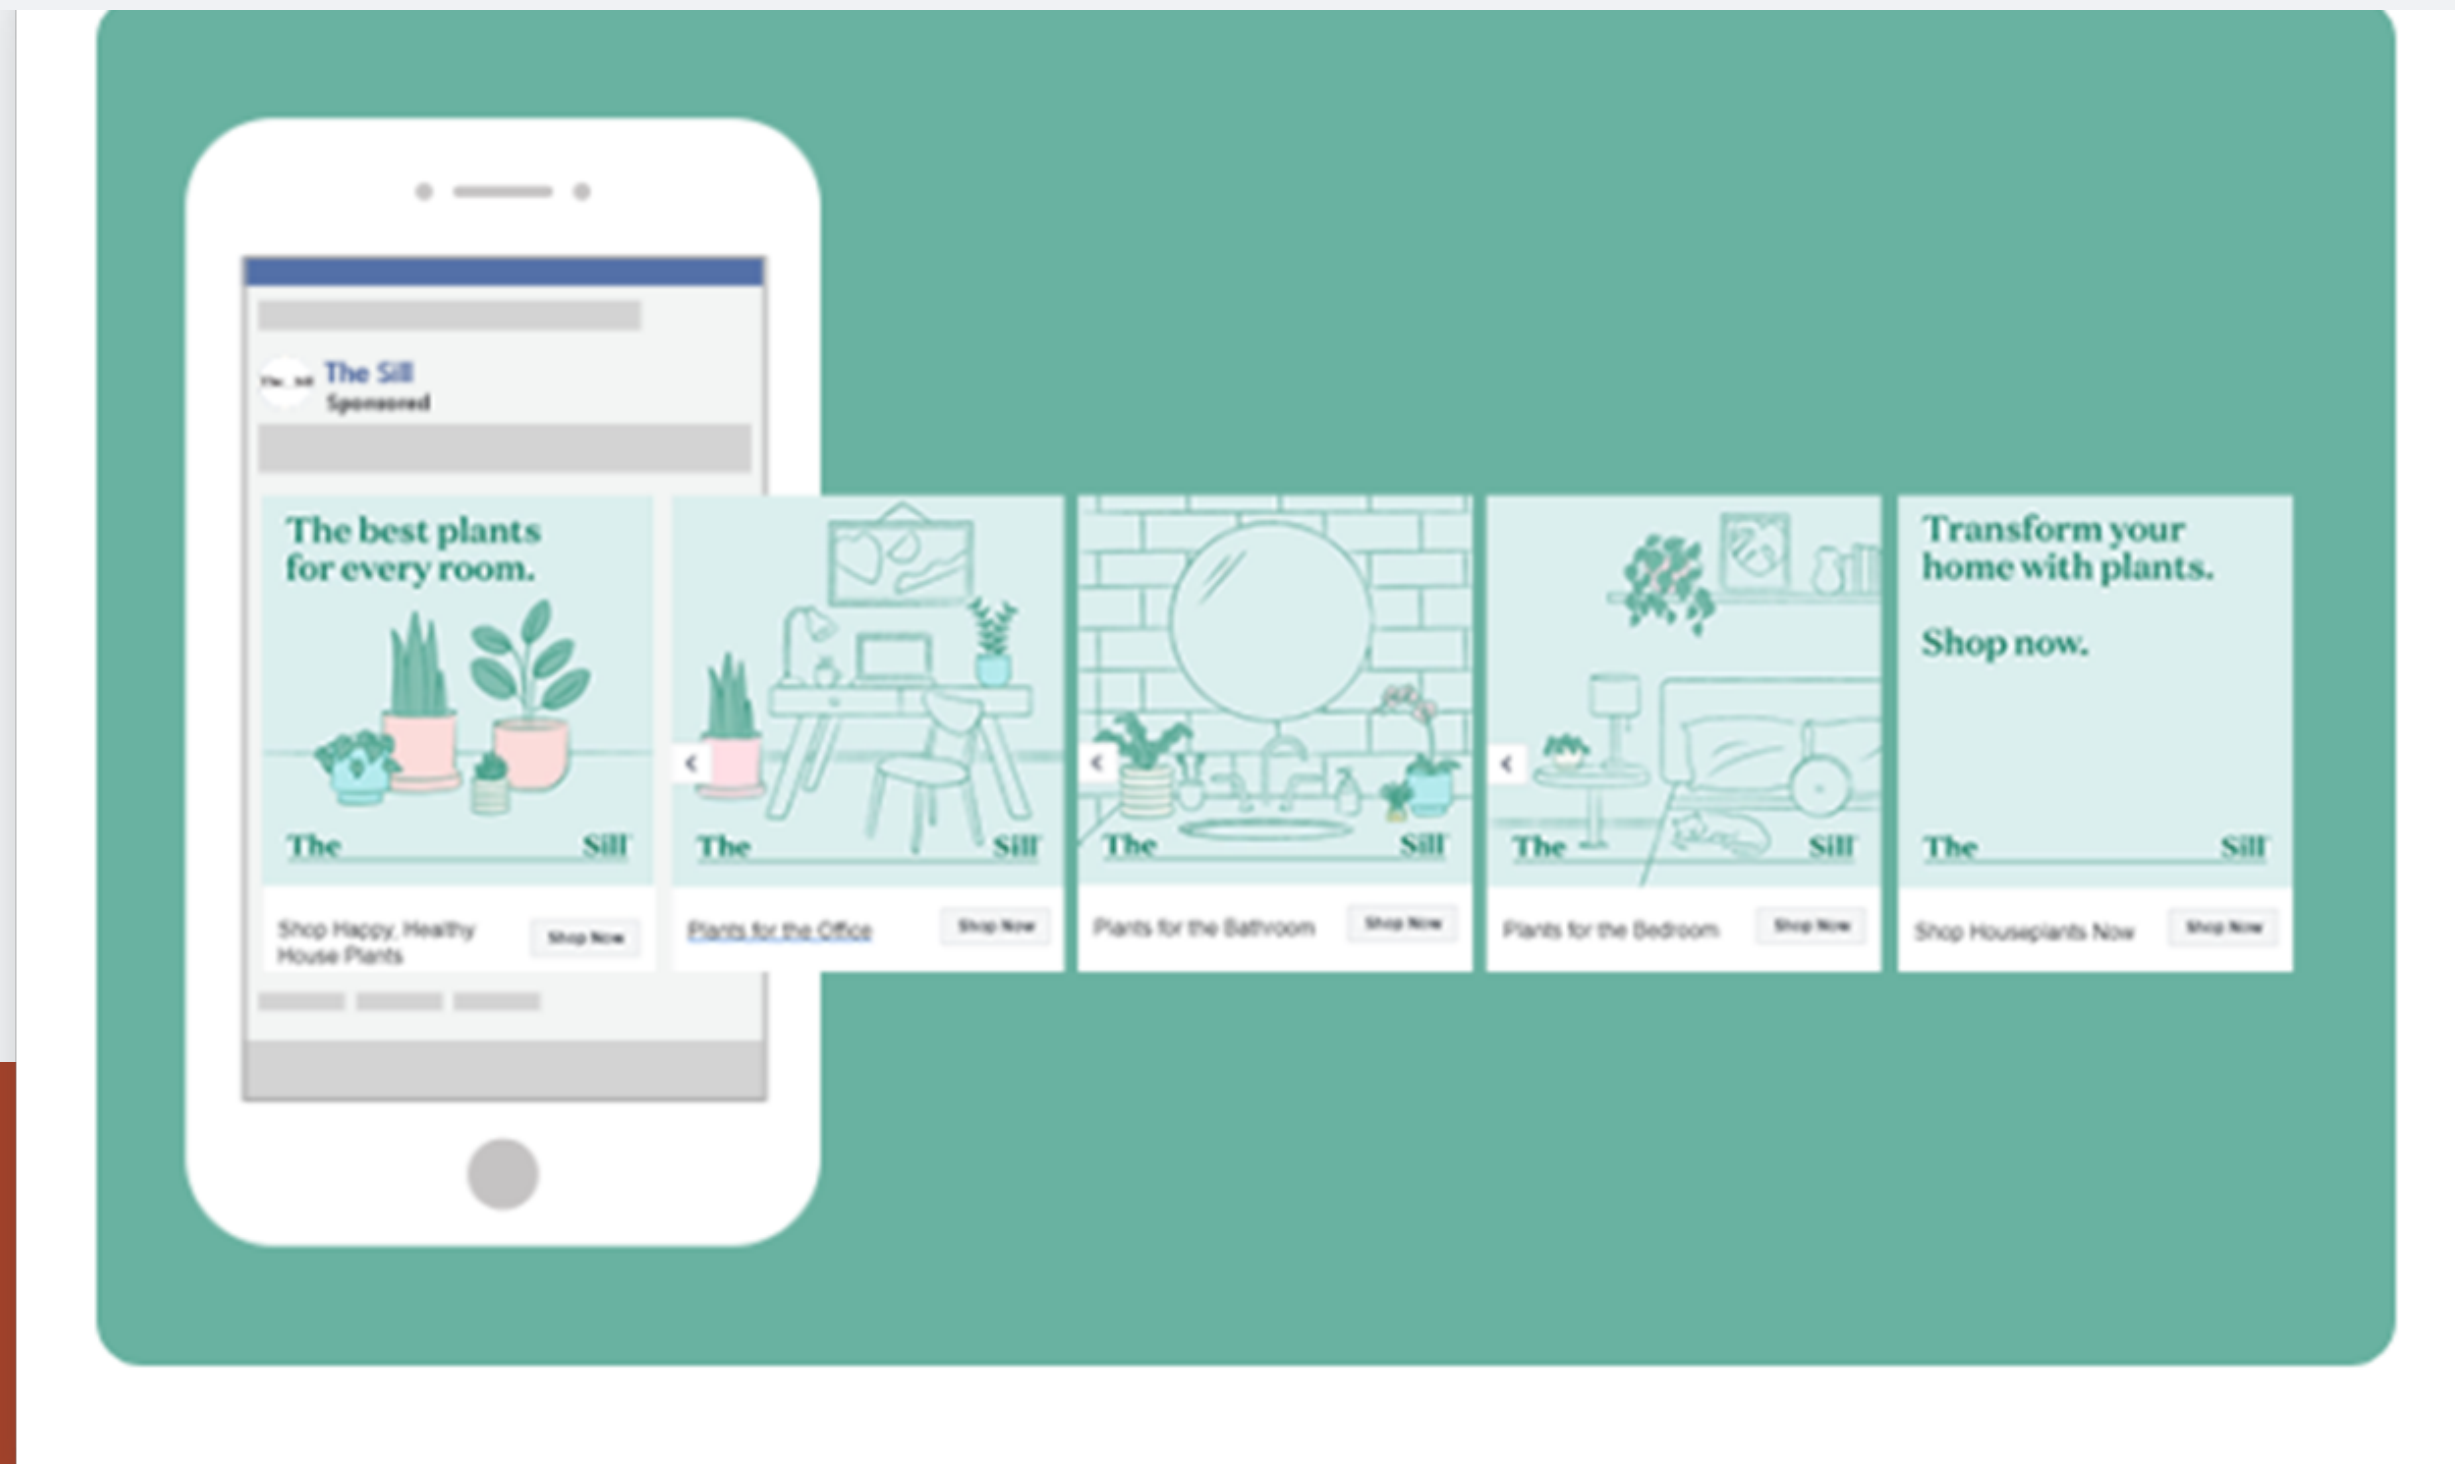 The Sill
The Sill
Sponsored
The best plants
for every room.
The Sill
Shop Happy, Healthy
House Plants
Shop Now
The Sill
Plants for the Office
Shop Now
The Sill
Plants for the Bathroom
Shop Now
The Sill
Plants for the Bedroom
Shop Now
Transform your
home with plants.
Shop now.
The Sill
Shop Houseplants Now
Shop Now